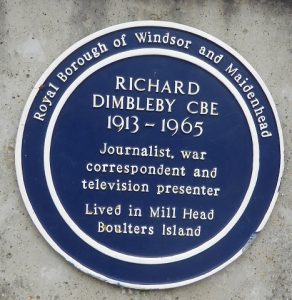 Royal Borough of Windsor and Maidenhead
RICHARD
DIMBLEBY CBE
1913 - 1965
Journalist, war
correspondent and
television presenter
Lived in Mill Head
Boulters Island